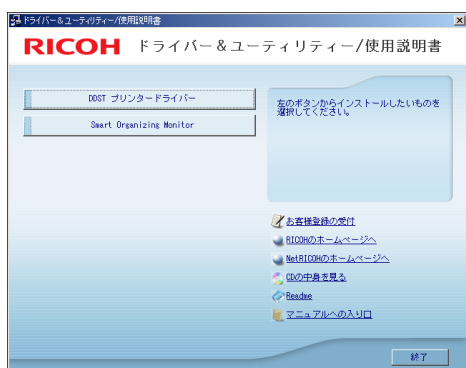 ドライバー&ユーティリティー/使用説明書
RICOH ドライバー&ユーティリティー/使用説明書
DDST プリンタードライバー
Smart Organizing Monitor
左のボタンからインストールしたいものを
選択してください。
お客様登録の受付
RICOHのホームページへ
NetRICOHのホームページへ
CDの中身を見る
Readme
マニュアルへの入り口
終了